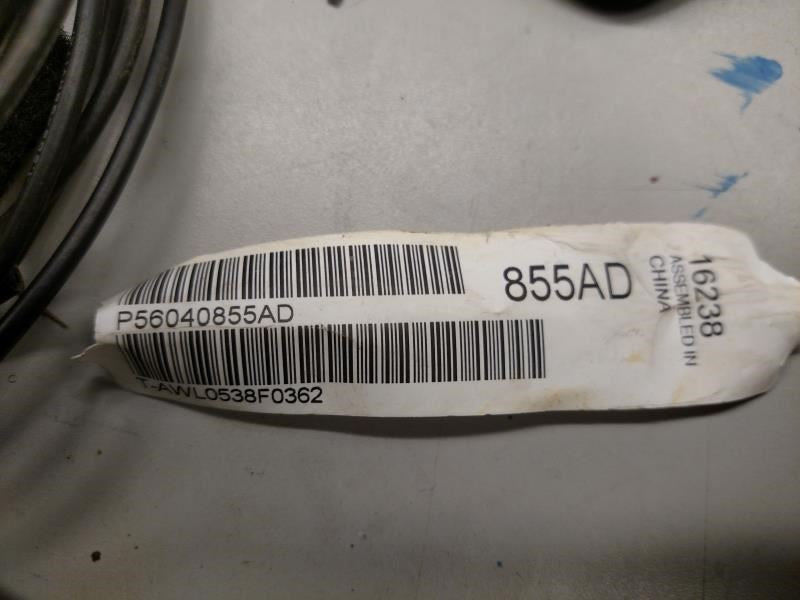 P56040855AD
T-AWL0538F0362
855AD
16238
ASSEMBLED IN
CHINA